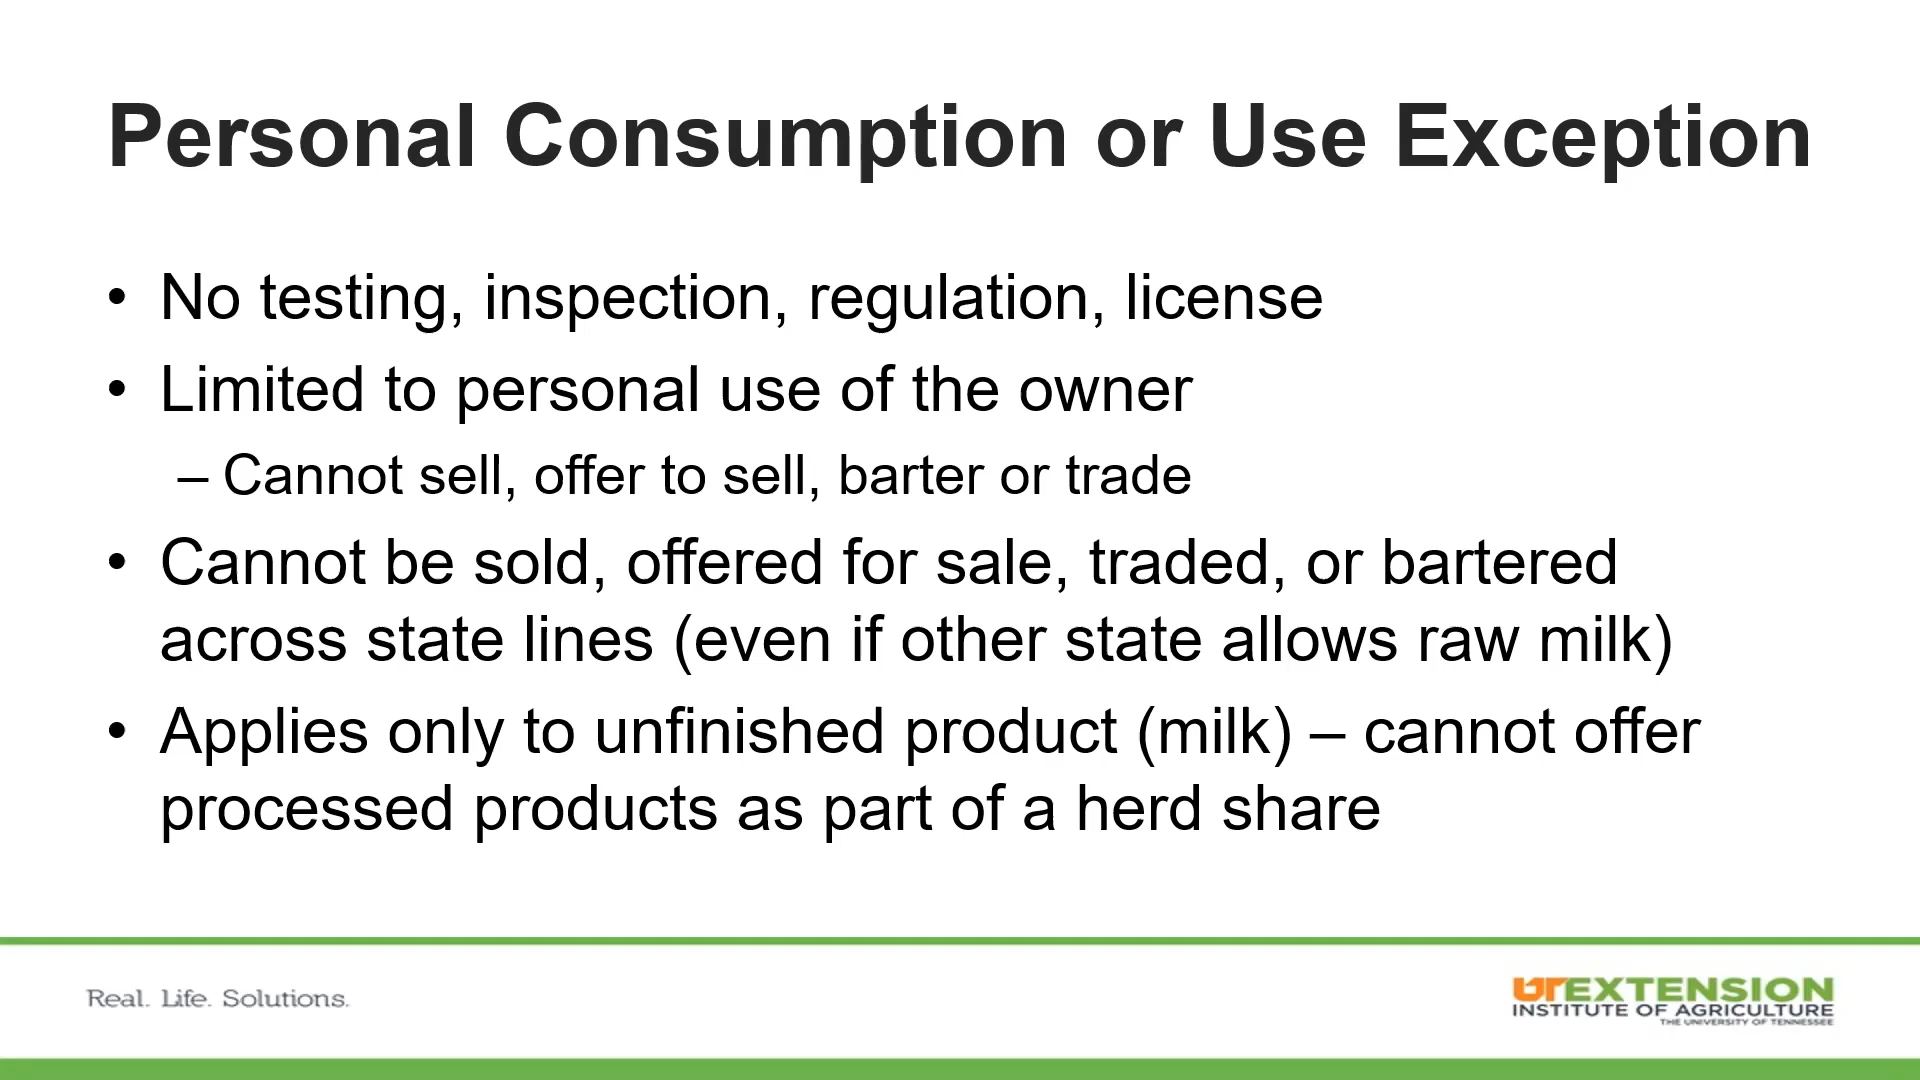 Personal Consumption or Use Exception
• No testing, inspection, regulation, license
• Limited to personal use of the owner
– Cannot sell, offer to sell, barter or trade
• Cannot be sold, offered for sale, traded, or bartered
across state lines (even if other state allows raw milk)
• Applies only to unfinished product (milk) – cannot offer
processed products as part of a herd share
Real. Life. Solutions.
UT EXTENSION
INSTITUTE OF AGRICULTURE
THE UNIVERSITY OF TENNESSEE